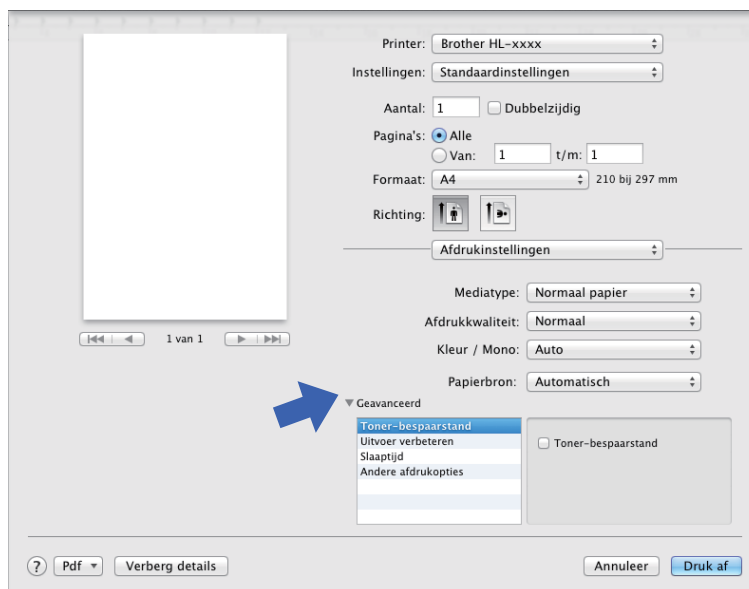 Printer: Brother HL-xxxx
Instellingen: Standaardinstellingen
Aantal: 1 Dubbelzijdig
Pagina's: Alle
Van: 1 t/m: 1
Formaat: A4 210 bij 297 mm
Richting:
Afdrukinstellingen
Mediatype: Normaal papier
Afdrukkwaliteit: Normaal
1 van 1
Kleur / Mono: Auto
Papierbron: Automatisch
Geavanceerd
Toner-bespaarstand
Uitvoer verbeteren
Slaaptijd
Andere afdrukopties
Toner-bespaarstand
? Pdf Verberg details Annuleer Druk af